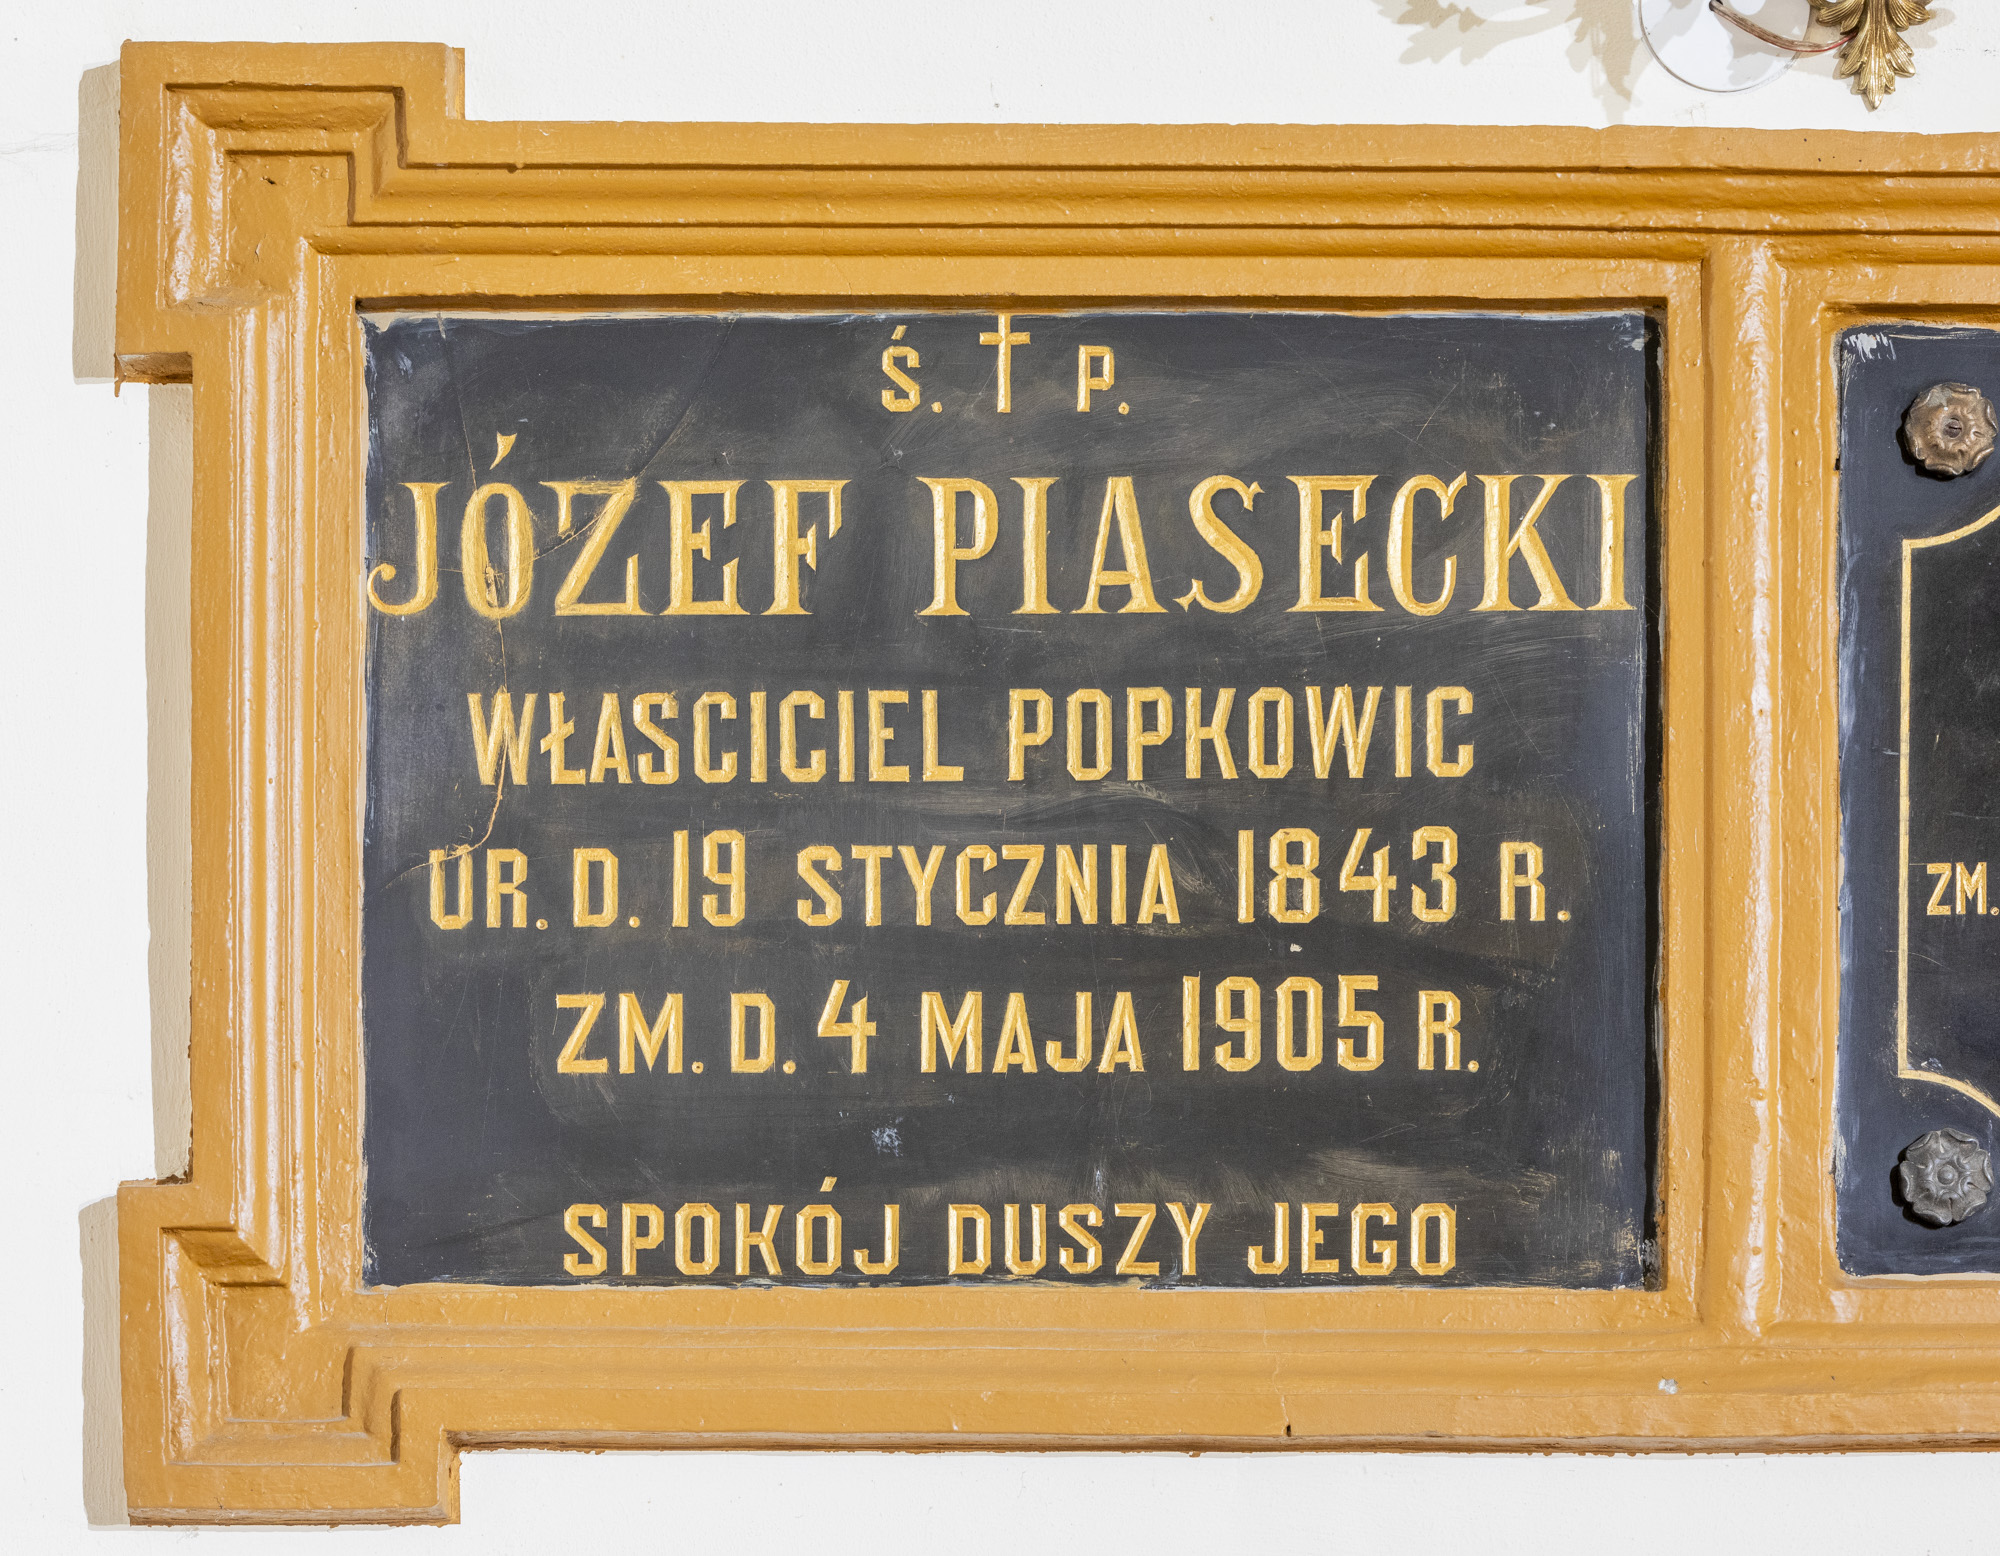 Ś. † P.
JÓZEF PIASECKI
WŁASCICIEL POPKOWIC
UR. D. 19 STYCZNIA 1843 R.
ZM. D. 4 MAJA 1905 R.
SPOKÓJ DUSZY JEGO
ZM.